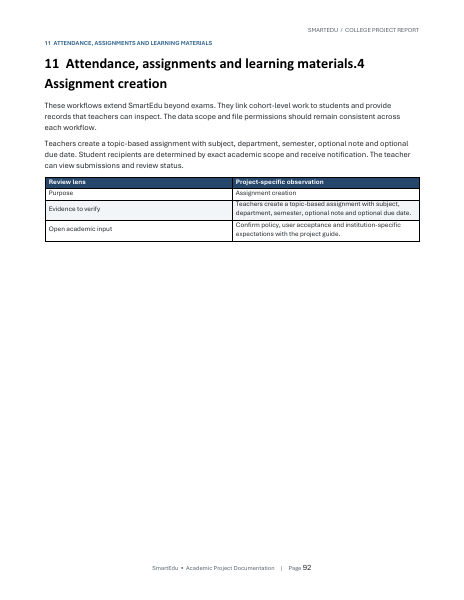 SMARTEDU / COLLEGE PROJECT REPORT
11 ATTENDANCE, ASSIGNMENTS AND LEARNING MATERIALS
11 Attendance, assignments and learning materials.4
Assignment creation
These workflows extend SmartEdu beyond exams. They link cohort-level work to students and provide
records that teachers can inspect. The data scope and file permissions should remain consistent across
each workflow.
Teachers create a topic-based assignment with subject, department, semester, optional note and optional
due date. Student recipients are determined by exact academic scope and receive notification. The teacher
can view submissions and review status.
Review lens Project-specific observation
Purpose Assignment creation
Evidence to verify Teachers create a topic-based assignment with subject,
department, semester, optional note and optional due date.
Open academic input Confirm policy, user acceptance and institution-specific
expectations with the project guide.
SmartEdu • Academic Project Documentation | Page 92